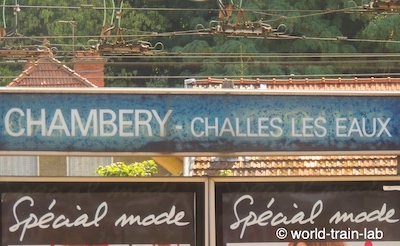 CHAMBERY - CHALLES LES EAUX
Spécial mode Spécial mode
© world-train-lab